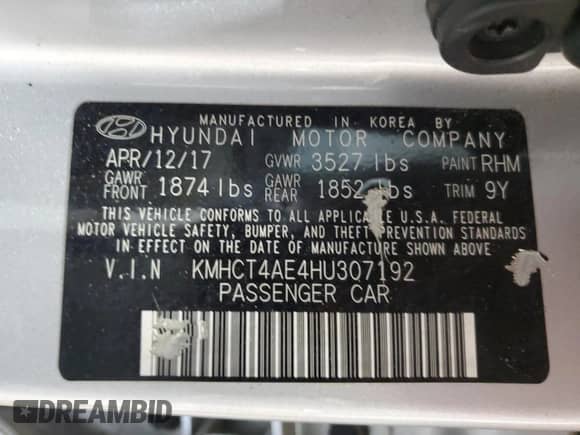 MANUFACTURED IN KOREA BY
HYUNDAI MOTOR COMPANY
APR/12/17 GVWR 3527 lbs PAINT RHM
GAWR FRONT 1874 lbs GAWR REAR 1852 lbs TRIM 9Y
THIS VEHICLE CONFORMS TO ALL APPLICABLE U.S.A. FEDERAL
MOTOR VEHICLE SAFETY, BUMPER, AND THEFT PREVENTION STANDARDS
IN EFFECT ON THE DATE OF MANUFACTURE SHOWN ABOVE
V.I.N KMHCT4AE4HU307192
PASSENGER CAR
DREAMBID